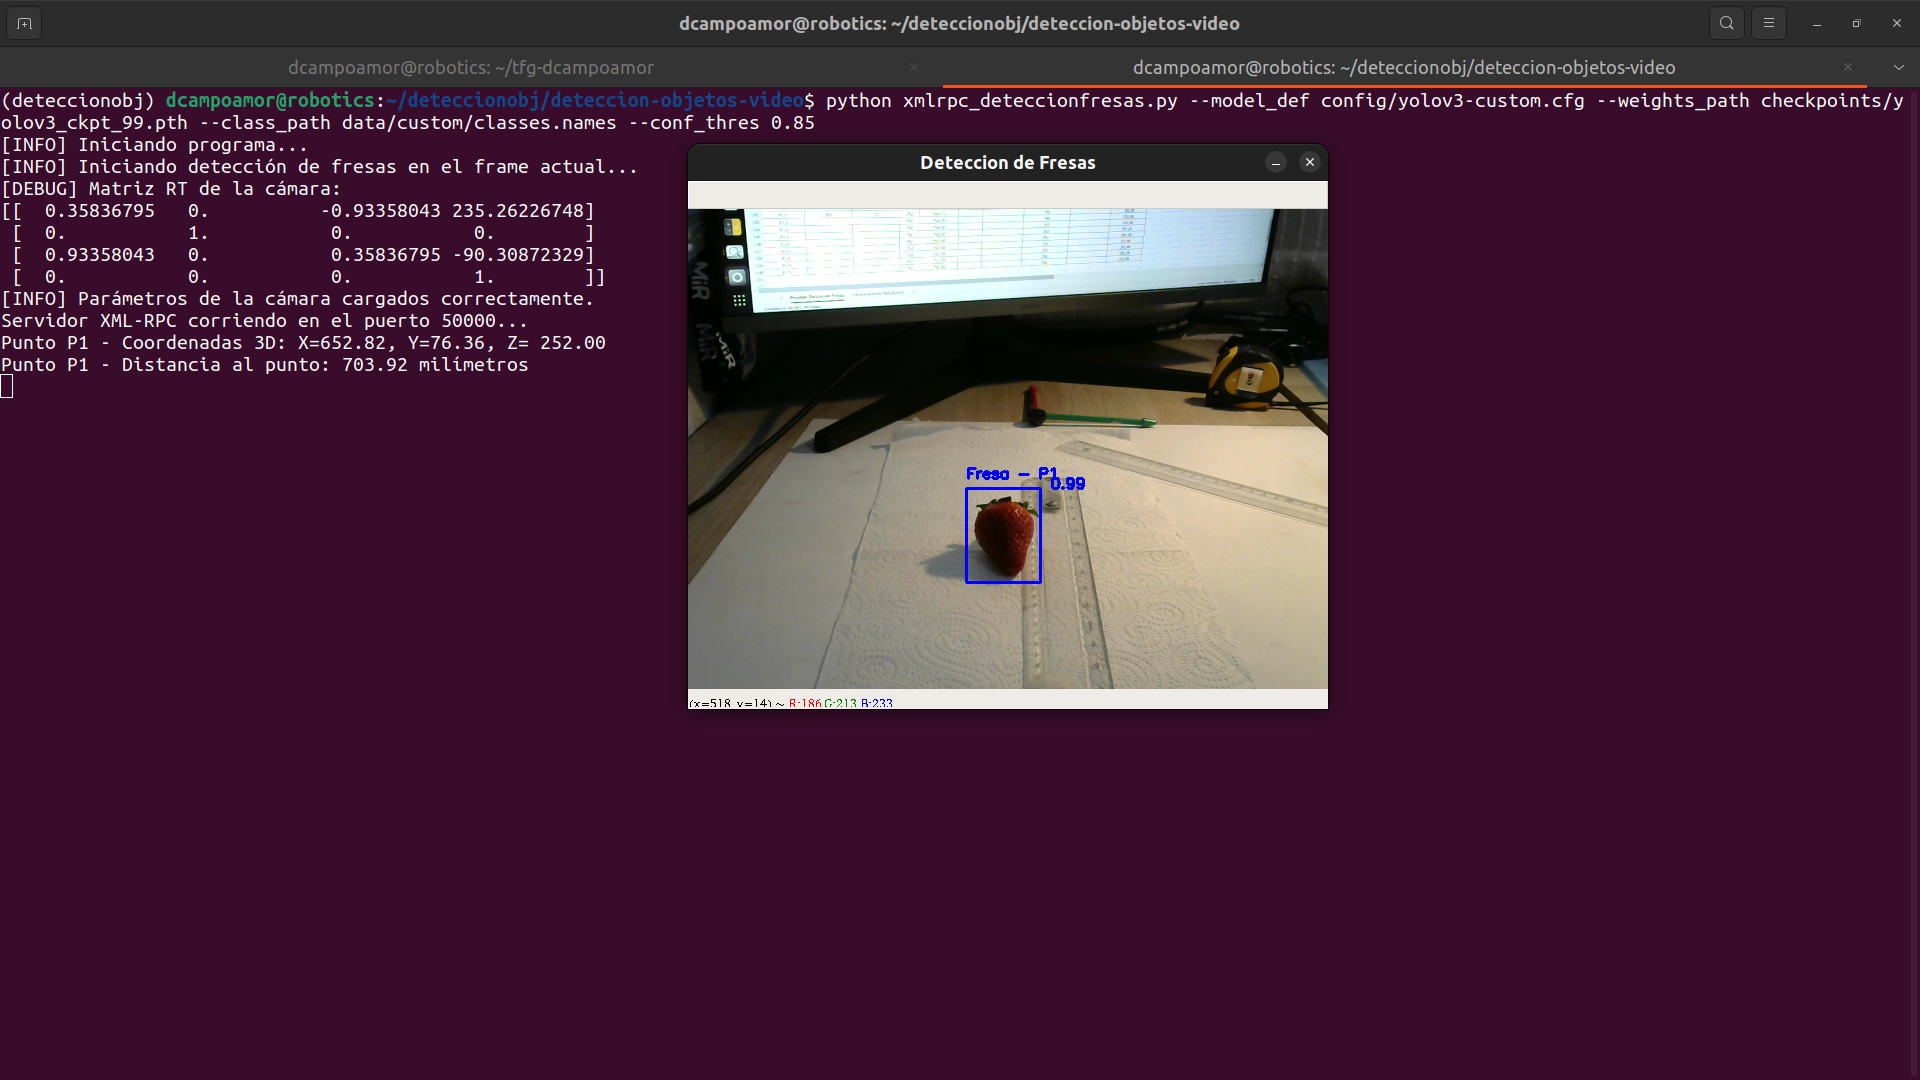 dcampoamor@robotics: ~/deteccionobj/deteccion-objetos-video
dcampoamor@robotics: ~/tfg-dcampoamor
dcampoamor@robotics: ~/deteccionobj/deteccion-objetos-video
(deteccionobj) dcampoamor@robotics:~/deteccionobj/deteccion-objetos-video$ python xmlrpc_deteccionfresas.py --model_def config/yolov3-custom.cfg --weights_path checkpoints/y
olov3_ckpt_99.pth --class_path data/custom/classes.names --conf_thres 0.85
[INFO] Iniciando programa...
[INFO] Iniciando detección de fresas en el frame actual...
[DEBUG] Matriz RT de la cámara:
[[  0.35836795   0.          -0.93358043 235.26226748]
 [  0.           1.           0.           0.        ]
 [  0.93358043   0.           0.35836795 -90.30872329]
 [  0.           0.           0.           1.        ]]
[INFO] Parámetros de la cámara cargados correctamente.
Servidor XML-RPC corriendo en el puerto 50000...
Punto P1 - Coordenadas 3D: X=652.82, Y=76.36, Z= 252.00
Punto P1 - Distancia al punto: 703.92 milímetros
Deteccion de Fresas
MiR
MiR
MiR
Fresa - P1
0.99
(x=518, y=14) ~ R:186 G:213 B:233